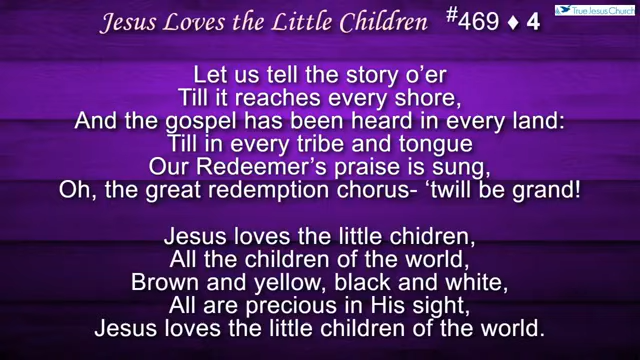 Jesus Loves the Little Children #469 ♦ 4
True Jesus Church
Let us tell the story o’er
Till it reaches every shore,
And the gospel has been heard in every land:
Till in every tribe and tongue
Our Redeemer’s praise is sung,
Oh, the great redemption chorus- ‘twill be grand!
Jesus loves the little chidren,
All the children of the world,
Brown and yellow, black and white,
All are precious in His sight,
Jesus loves the little children of the world.